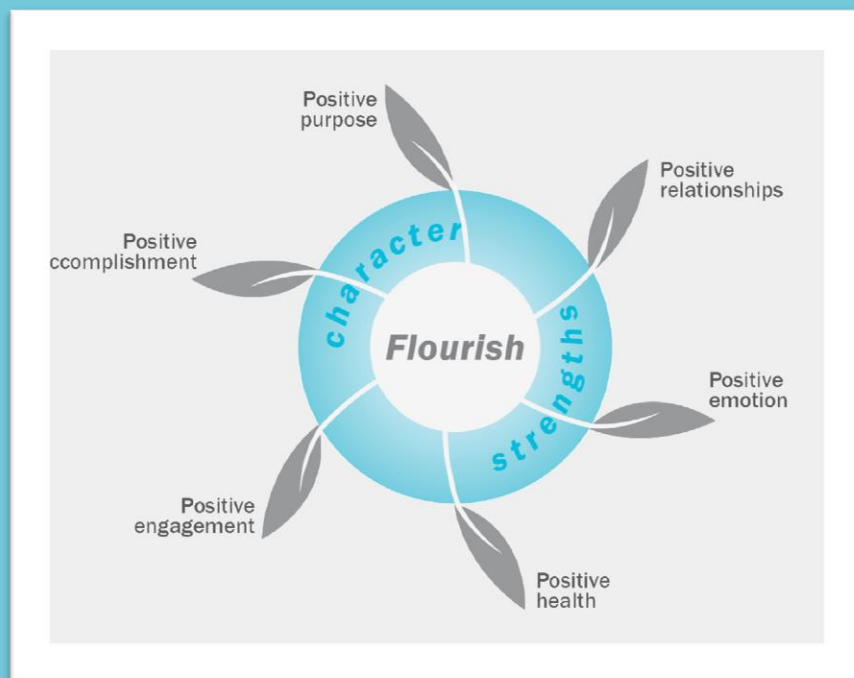 Positive
purpose
Positive
relationships
Positive
ccomplishment
character
Flourish
strengths
Positive
emotion
Positive
engagement
Positive
health